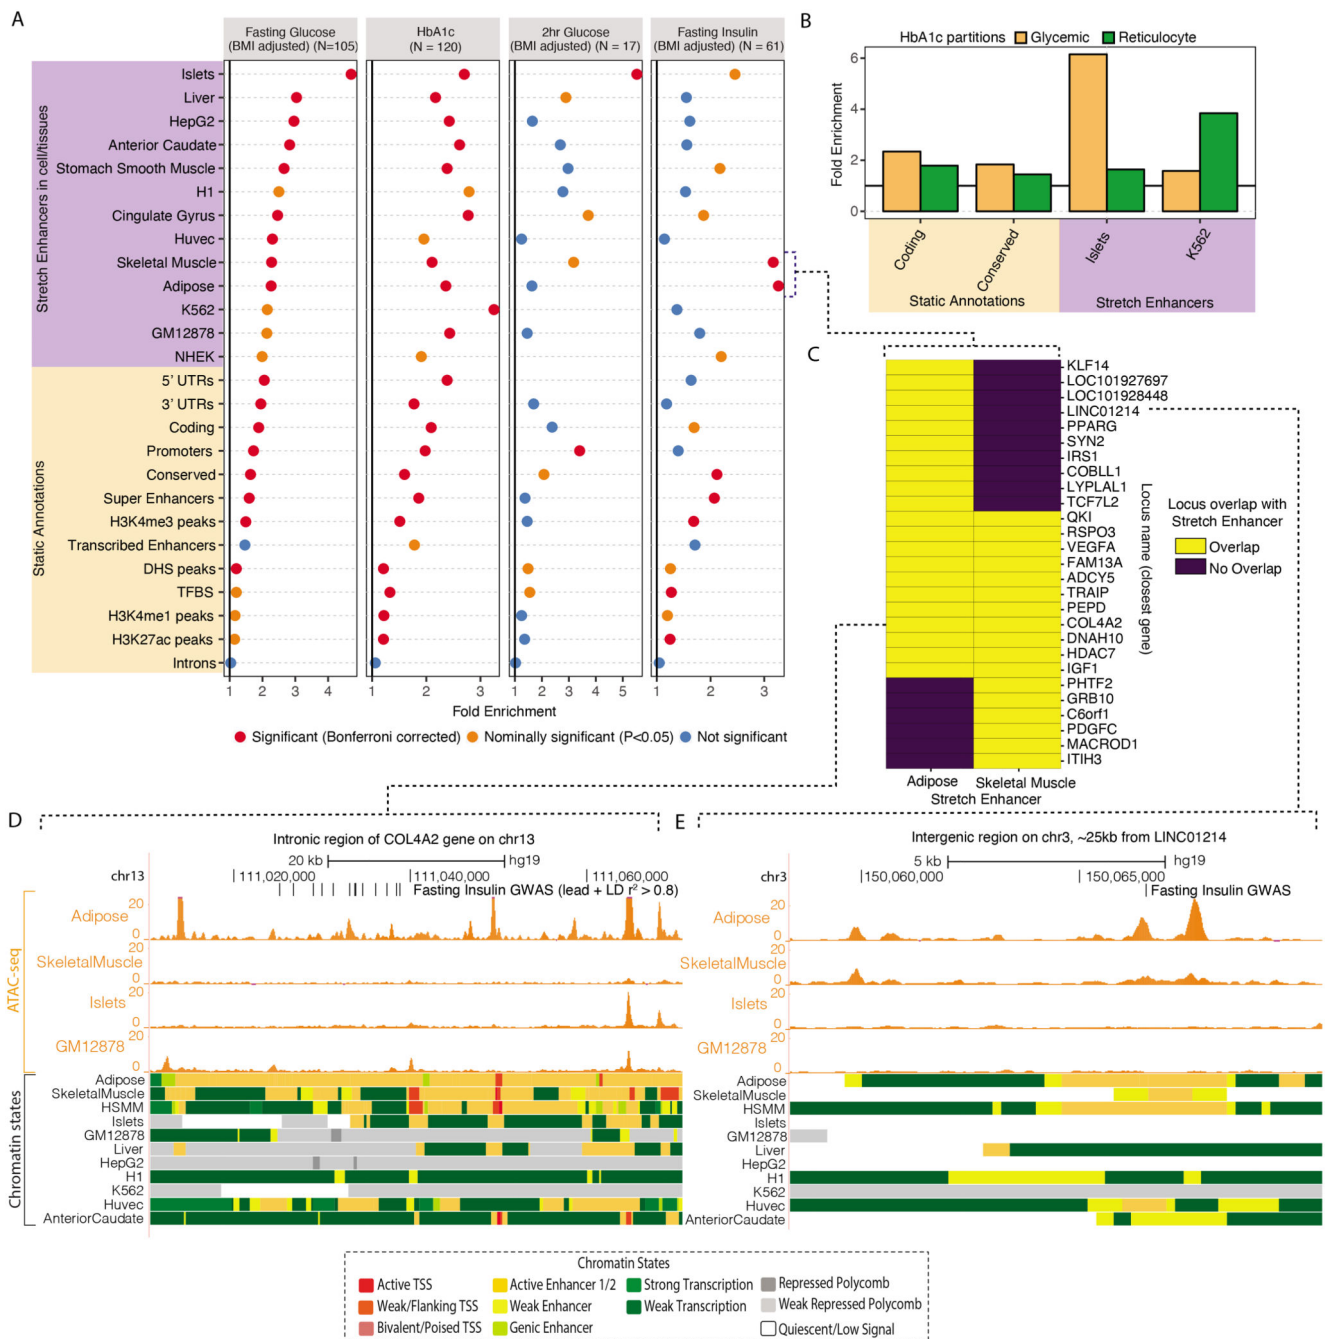 A
Fasting Glucose
(BMI adjusted) (N=105)
HbA1c
(N = 120)
2hr Glucose
(BMI adjusted) (N = 17)
Fasting Insulin
(BMI adjusted) (N = 61)
Stretch Enhancers in cell/tissues
Islets
Liver
HepG2
Anterior Caudate
Stomach Smooth Muscle
H1
Cingulate Gyrus
Huvec
Skeletal Muscle
Adipose
K562
GM12878
NHEK
Static Annotations
5' UTRs
3' UTRs
Coding
Promoters
Conserved
Super Enhancers
H3K4me3 peaks
Transcribed Enhancers
DHS peaks
TFBS
H3K4me1 peaks
H3K27ac peaks
Introns
1 2 3 4 1 2 3 1 2 3 4 5 1 2 3
Fold Enrichment
Significant (Bonferroni corrected) Nominally significant (P<0.05) Not significant
B
HbA1c partitions Glycemic Reticulocyte
Fold Enrichment
6
4
2
0
Coding
Conserved
Islets
K562
Static Annotations
Stretch Enhancers
C
KLF14
LOC101927697
LOC101928448
LINC01214
PPARG
SYN2
IRS1
COBLL1
LYPLAL1
TCF7L2
QKI
RSPO3
VEGFA
FAM13A
ADCY5
TRAIP
PEPD
COL4A2
DNAH10
HDAC7
IGF1
PHTF2
GRB10
C6orf1
PDGFC
MACROD1
ITIH3
Locus name (closest gene)
Locus overlap with
Stretch Enhancer
Overlap
No Overlap
Adipose Skeletal Muscle
Stretch Enhancer
D
Intronic region of COL4A2 gene on chr13
20 kb hg19
chr13 111,020,000 111,040,000 111,060,000
Fasting Insulin GWAS (lead + LD r² > 0.8)
ATAC-seq
20
Adipose
0
20
SkeletalMuscle
0
20
Islets
0
20
GM12878
0
Chromatin states
Adipose
SkeletalMuscle
HSMM
Islets
GM12878
Liver
HepG2
H1
K562
Huvec
AnteriorCaudate
E
Intergenic region on chr3, ~25kb from LINC01214
5 kb hg19
chr3 150,060,000 150,065,000
Fasting Insulin GWAS
20
Adipose
0
20
SkeletalMuscle
0
20
Islets
0
20
GM12878
0
Adipose
SkeletalMuscle
HSMM
Islets
GM12878
Liver
HepG2
H1
K562
Huvec
AnteriorCaudate
Chromatin States
Active TSS
Weak/Flanking TSS
Bivalent/Poised TSS
Active Enhancer 1/2
Weak Enhancer
Genic Enhancer
Strong Transcription
Weak Transcription
Repressed Polycomb
Weak Repressed Polycomb
Quiescent/Low Signal